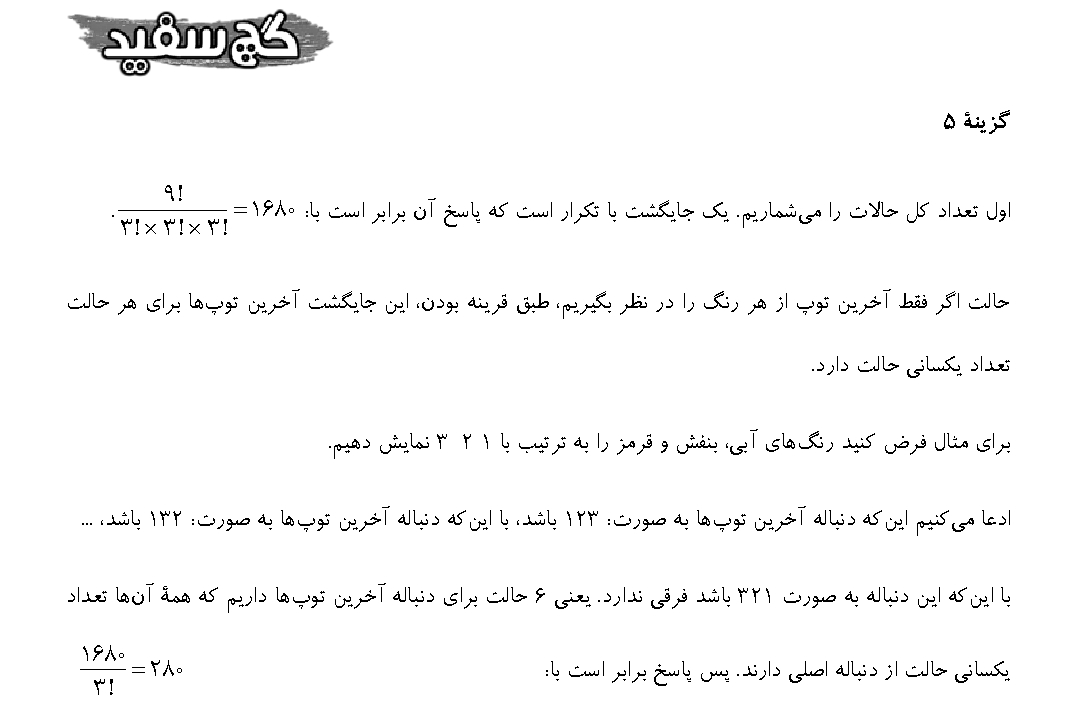 گچ سفید
گزینهٔ ۵
اول تعداد کل حالات را می‌شماریم. یک جایگشت با تکرار است که پاسخ آن برابر است با: ۹! / (۳! × ۳! × ۳!) = ۱۶۸۰.
حالت اگر فقط آخرین توپ از هر رنگ را در نظر بگیریم، طبق قرینه بودن، این جایگشت آخرین توپ‌ها برای هر حالت
تعداد یکسانی حالت دارد.
برای مثال فرض کنید رنگ‌های آبی، بنفش و قرمز را به ترتیب با ۱ ۲ ۳ نمایش دهیم.
ادعا می‌کنیم این‌که دنباله آخرین توپ‌ها به صورت: ۱۲۳ باشد، با این‌که دنباله آخرین توپ‌ها به صورت: ۱۳۲ باشد، ...
با این‌که این دنباله به صورت ۳۲۱ باشد فرقی ندارد. یعنی ۶ حالت برای دنباله آخرین توپ‌ها داریم که همهٔ آن‌ها تعداد
یکسانی حالت از دنباله اصلی دارند. پس پاسخ برابر است با: ۱۶۸۰ / ۳! = ۲۸۰